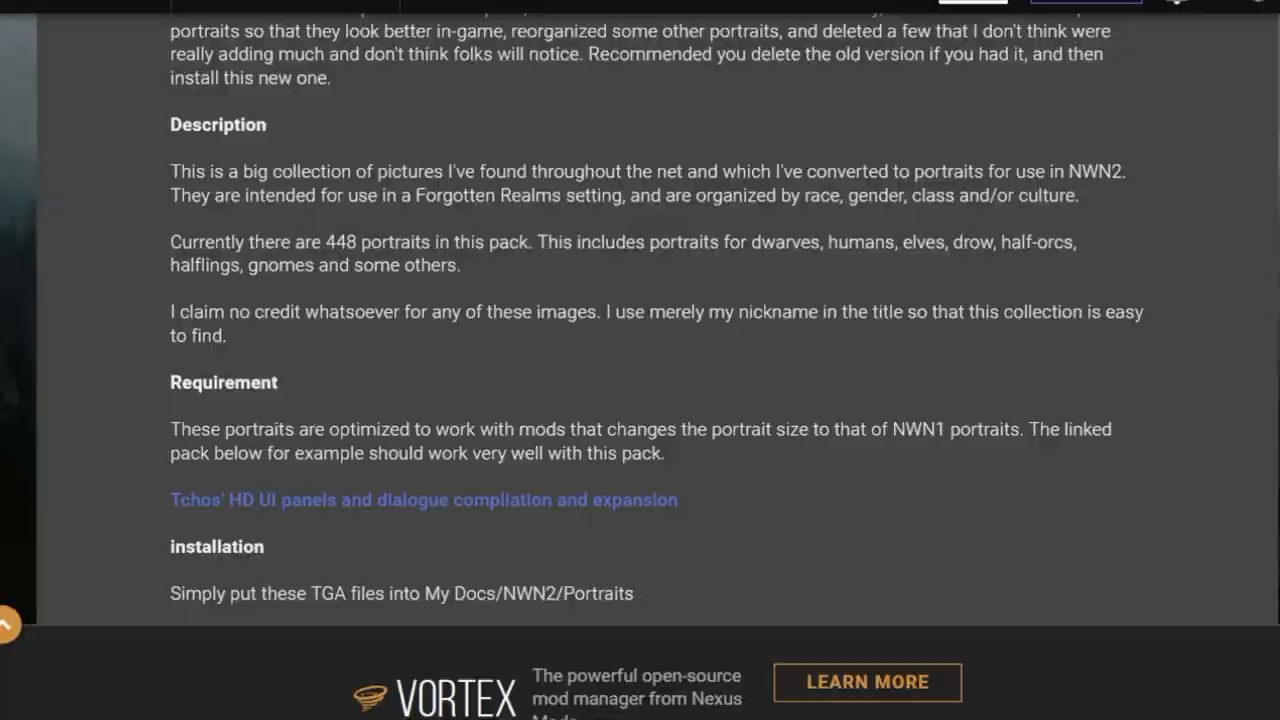 portraits so that they look better in-game, reorganized some other portraits, and deleted a few that I don't think were
really adding much and don't think folks will notice. Recommended you delete the old version if you had it, and then
install this new one.
Description
This is a big collection of pictures I've found throughout the net and which I've converted to portraits for use in NWN2.
They are intended for use in a Forgotten Realms setting, and are organized by race, gender, class and/or culture.
Currently there are 448 portraits in this pack. This includes portraits for dwarves, humans, elves, drow, half-orcs,
halflings, gnomes and some others.
I claim no credit whatsoever for any of these images. I use merely my nickname in the title so that this collection is easy
to find.
Requirement
These portraits are optimized to work with mods that changes the portrait size to that of NWN1 portraits. The linked
pack below for example should work very well with this pack.
Tchos' HD UI panels and dialogue compilation and expansion
installation
Simply put these TGA files into My Docs/NWN2/Portraits
VORTEX
The powerful open-source
mod manager from Nexus
LEARN MORE